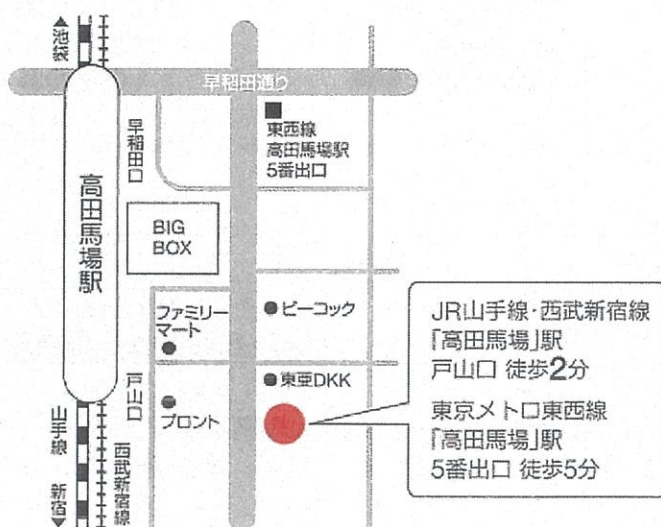 ▲池袋
早稲田通り
早稲田口
東西線
高田馬場駅
5番出口
高田馬場駅
BIG
BOX
ファミリー
マート
ピーコック
東亜DKK
戸山口
プロント
山手線
新宿▼
西武新宿線
JR山手線・西武新宿線
「高田馬場」駅
戸山口 徒歩2分
東京メトロ東西線
「高田馬場」駅
5番出口 徒歩5分